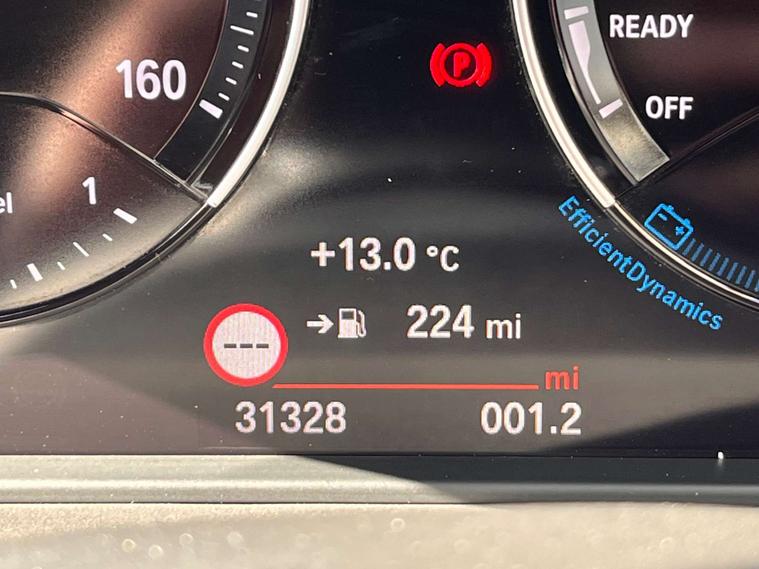 READY
160
P
OFF
1
el
EfficientDynamics
+13.0 °C
224 mi
---
mi
31328 001.2